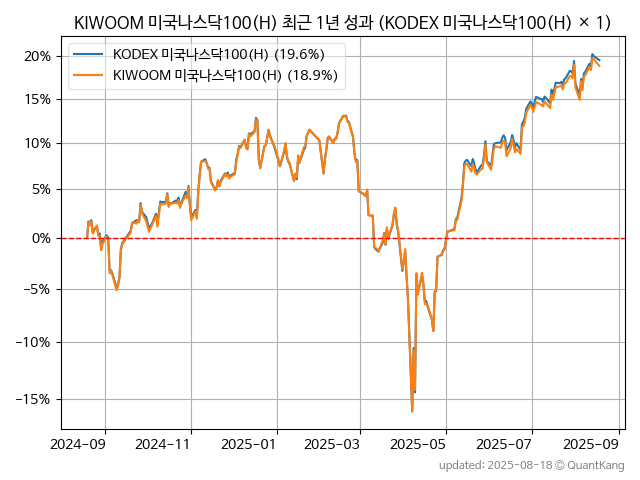 KIWOOM 미국나스닥100(H) 최근 1년 성과 (KODEX 미국나스닥100(H) × 1)
KODEX 미국나스닥100(H) (19.6%)
KIWOOM 미국나스닥100(H) (18.9%)
20%
15%
10%
5%
0%
−5%
−10%
−15%
2024-09 2024-11 2025-01 2025-03 2025-05 2025-07 2025-09
updated: 2025-08-18 © QuantKang